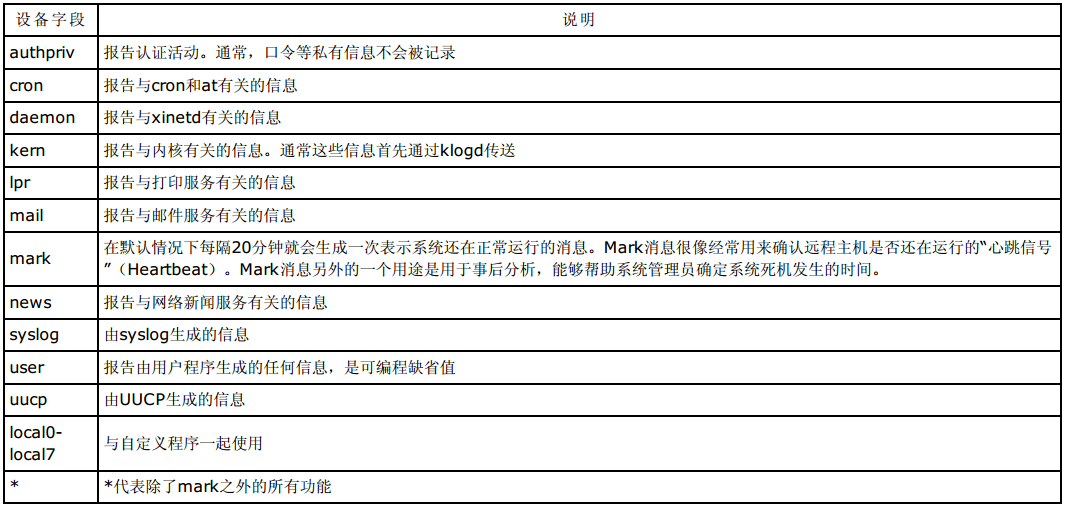 设备字段 说明
authpriv 报告认证活动。通常，口令等私有信息不会被记录
cron 报告与cron和at有关的信息
daemon 报告与xinetd有关的信息
kern 报告与内核有关的信息。通常这些信息首先通过klogd传送
lpr 报告与打印服务有关的信息
mail 报告与邮件服务有关的信息
mark 在默认情况下每隔20分钟就会生成一次表示系统还在正常运行的消息。Mark消息很像经常用来确认远程主机是否还在运行的“心跳信号
”（Heartbeat）。Mark消息另外的一个用途是用于事后分析，能够帮助系统管理员确定系统死机发生的时间。
news 报告与网络新闻服务有关的信息
syslog 由syslog生成的信息
user 报告由用户程序生成的任何信息，是可编程缺省值
uucp 由UUCP生成的信息
local0-
local7 与自定义程序一起使用
* *代表除了mark之外的所有功能